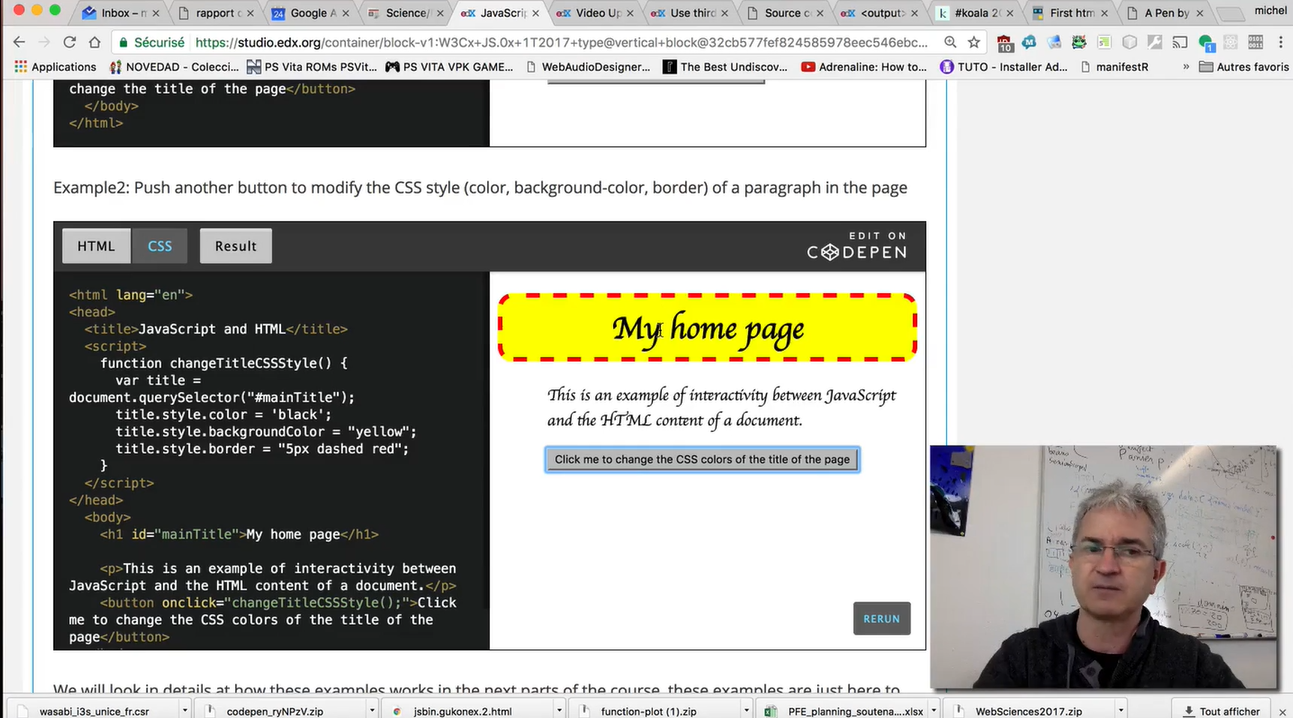 Inbox – m
rapport d
Google A
Science/
JavaScrip
Video Up
Use third
Source c
<output>
#koala 20
First htm
A Pen by
michel
Sécurisé https://studio.edx.org/container/block-v1:W3Cx+JS.0x+1T2017+type@vertical+block@32cb577fef824585978eec546ebc...
Applications
NOVEDAD - Colecci...
PS Vita ROMs PSVit...
PS VITA VPK GAME...
WebAudioDesigner...
The Best Undiscov...
Adrenaline: How to...
TUTO - Installer Ad...
manifestR
»
Autres favoris
change the title of the page</button>
</body>
</html>
Example2: Push another button to modify the CSS style (color, background-color, border) of a paragraph in the page
HTML
CSS
Result
EDIT ON
CODEPEN
<html lang="en">
<head>
<title>JavaScript and HTML</title>
<script>
function changeTitleCSSStyle() {
var title =
document.querySelector("#mainTitle");
title.style.color = 'black';
title.style.backgroundColor = "yellow";
title.style.border = "5px dashed red";
}
</script>
</head>
<body>
<h1 id="mainTitle">My home page</h1>
<p>This is an example of interactivity between
JavaScript and the HTML content of a document.</p>
<button onclick="changeTitleCSSStyle();">Click
me to change the CSS colors of the title of the
page</button>
My home page
This is an example of interactivity between JavaScript
and the HTML content of a document.
Click me to change the CSS colors of the title of the page
RERUN
We will look in details at how these examples works in the next parts of the course, these examples are just here to
wasabi_i3s_unice_fr.csr
codepen_ryNPzV.zip
jsbin.gukonex.2.html
function-plot (1).zip
PFE_planning_soutena....xlsx
WebSciences2017.zip
Tout afficher